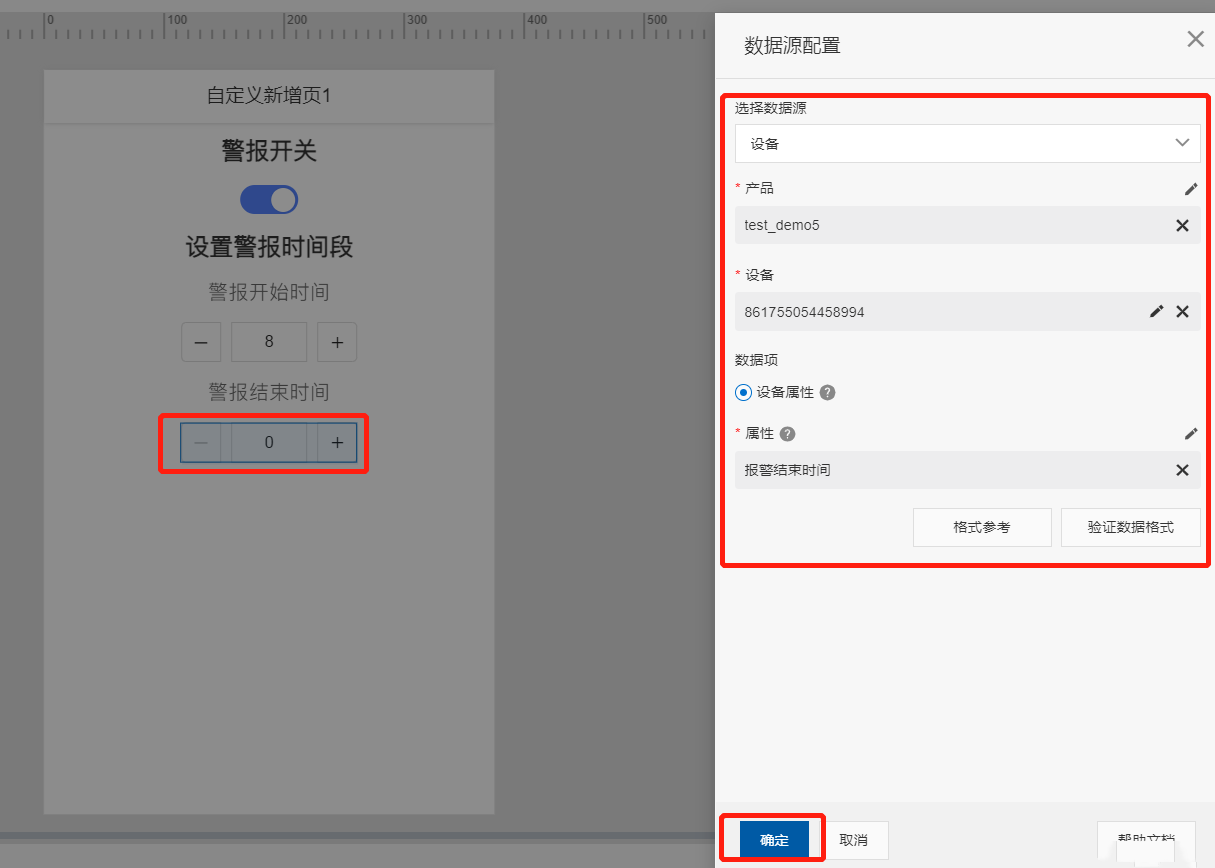 0 100 200 300 400 500
自定义新增页1
警报开关
设置警报时间段
警报开始时间
8
警报结束时间
0
数据源配置
选择数据源
设备
* 产品
test_demo5
* 设备
861755054458994
数据项
设备属性 ?
* 属性 ?
报警结束时间
格式参考 验证数据格式
确定 取消 帮助文档